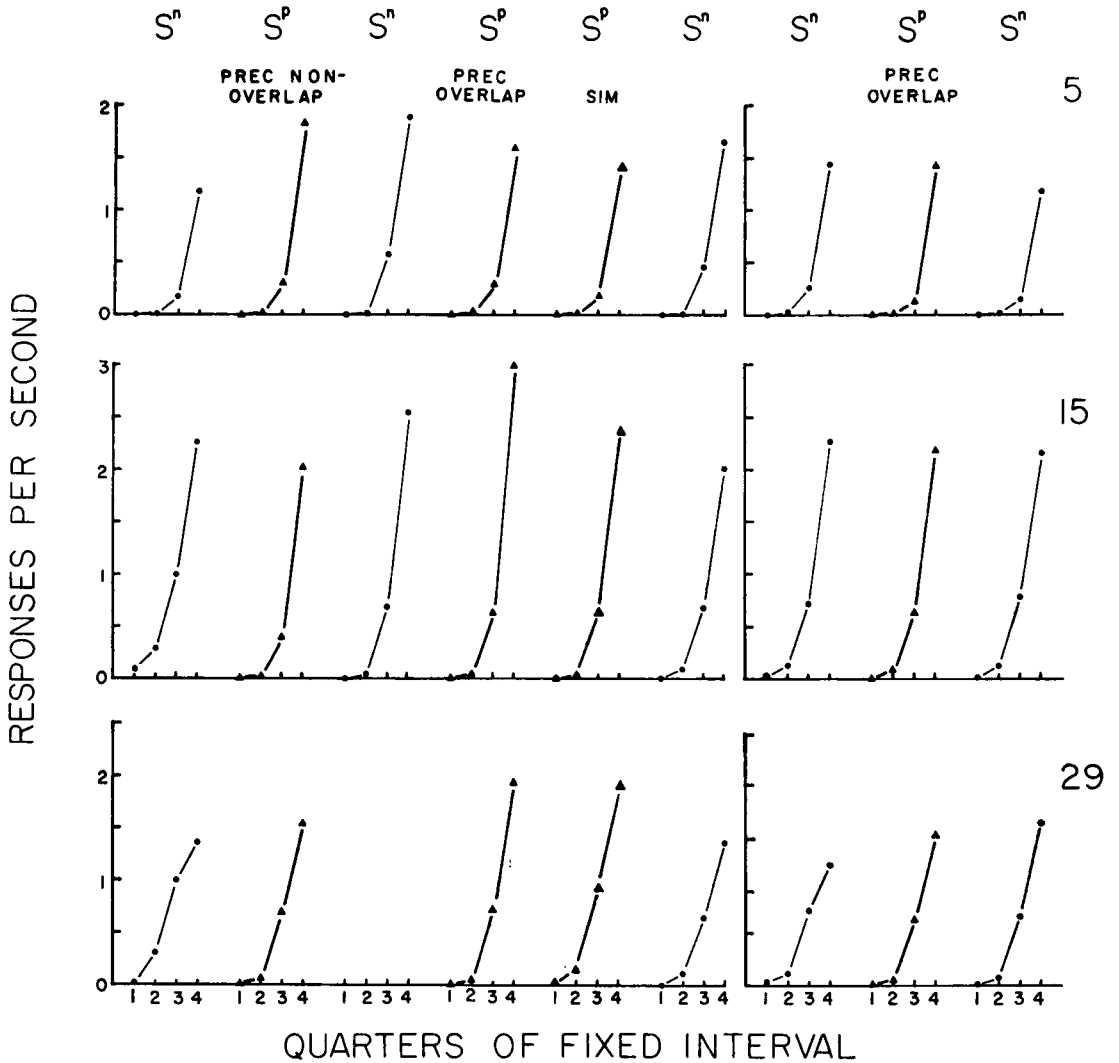 Sⁿ Sᵖ Sⁿ Sᵖ Sᵖ Sⁿ Sⁿ Sᵖ Sⁿ
PREC NON-OVERLAP
PREC OVERLAP
SIM
PREC OVERLAP
5
2
1
0
15
3
2
1
0
29
2
1
0
1 2 3 4 1 2 3 4 1 2 3 4 1 2 3 4 1 2 3 4 1 2 3 4 1 2 3 4 1 2 3 4 1 2 3 4
RESPONSES PER SECOND
QUARTERS OF FIXED INTERVAL